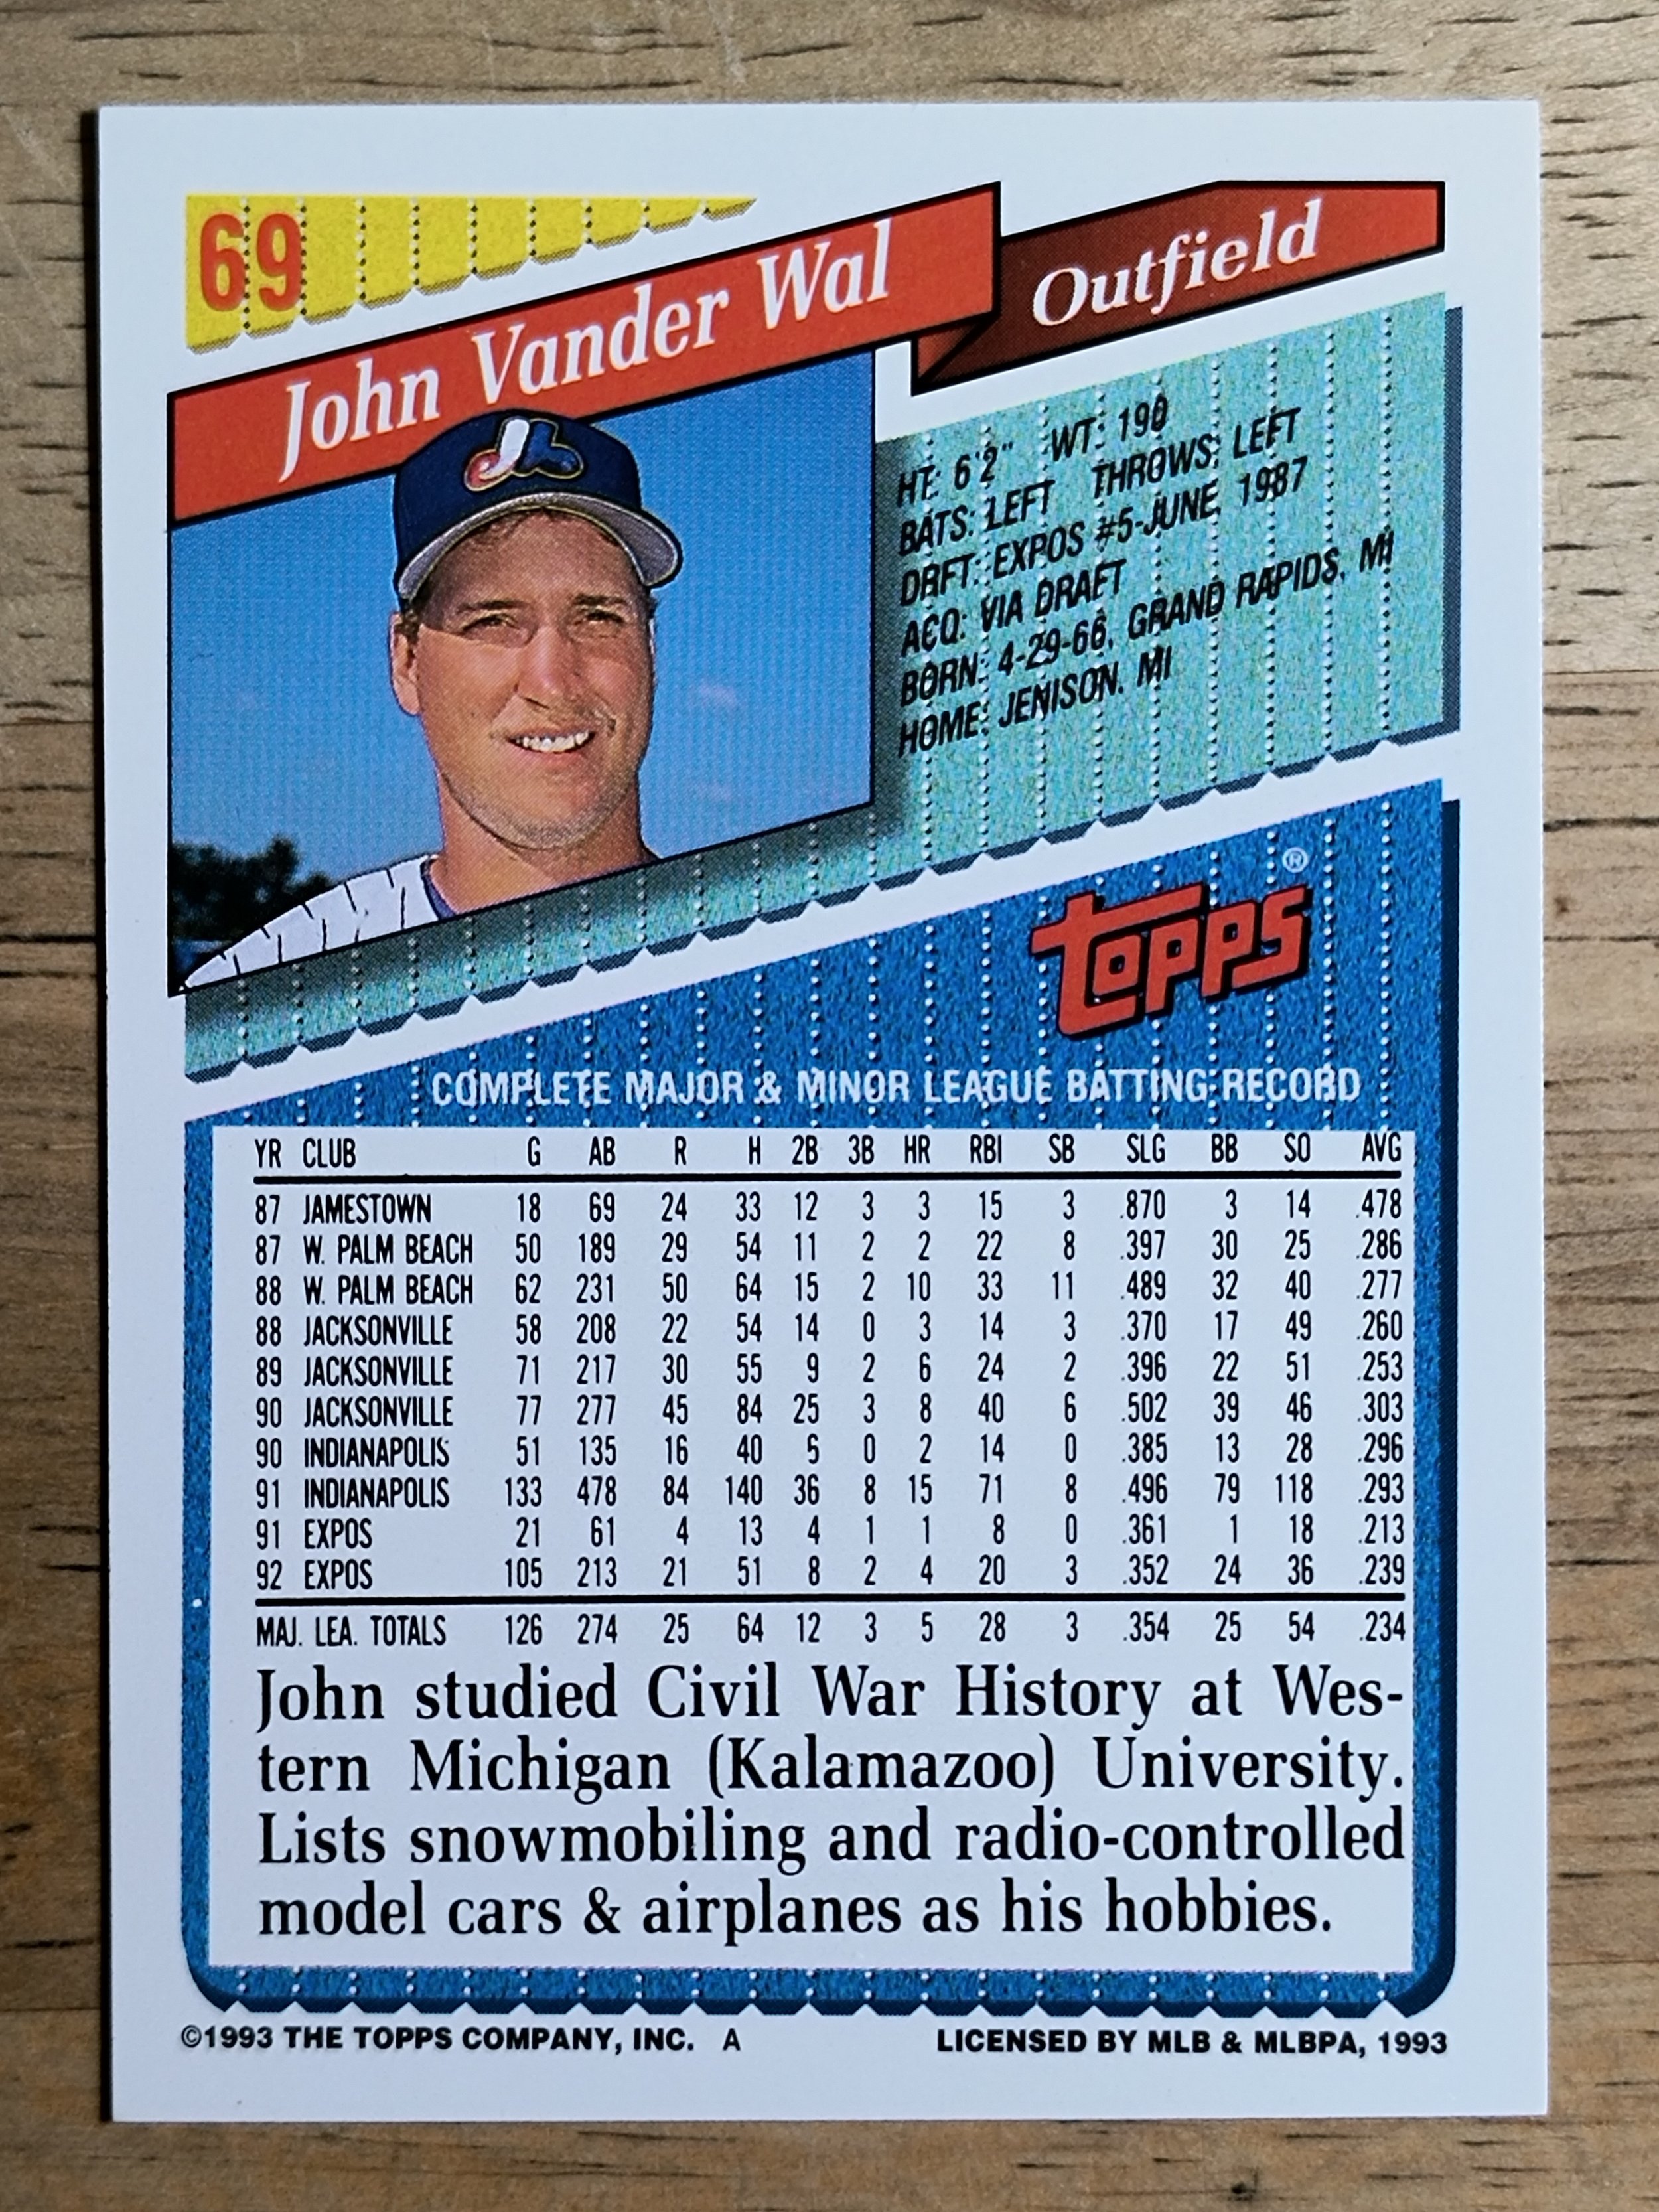 69
John Vander Wal
Outfield
HT: 6'2" WT: 190
BATS: LEFT THROWS: LEFT
DRFT: EXPOS #5-JUNE, 1987
ACQ: VIA DRAFT
BORN: 4-29-66, GRAND RAPIDS, MI
HOME: JENISON, MI
TOPPS®
COMPLETE MAJOR & MINOR LEAGUE BATTING RECORD
YR CLUB G AB R H 2B 3B HR RBI SB SLG BB SO AVG
87 JAMESTOWN 18 69 24 33 12 3 3 15 3 .870 3 14 .478
87 W. PALM BEACH 50 189 29 54 11 2 2 22 8 .397 30 25 .286
88 W. PALM BEACH 62 231 50 64 15 2 10 33 11 .489 32 40 .277
88 JACKSONVILLE 58 208 22 54 14 0 3 14 3 .370 17 49 .260
89 JACKSONVILLE 71 217 30 55 9 2 6 24 2 .396 22 51 .253
90 JACKSONVILLE 77 277 45 84 25 3 8 40 6 .502 39 46 .303
90 INDIANAPOLIS 51 135 16 40 6 0 2 14 0 .385 13 28 .296
91 INDIANAPOLIS 133 478 84 140 36 8 15 71 8 .496 79 118 .293
91 EXPOS 21 61 4 13 4 1 1 8 0 .361 1 18 .213
92 EXPOS 105 213 21 51 8 2 4 20 3 .352 24 36 .239
MAJ. LEA. TOTALS 126 274 25 64 12 3 5 28 3 .354 25 54 .234
John studied Civil War History at Wes-
tern Michigan (Kalamazoo) University.
Lists snowmobiling and radio-controlled
model cars & airplanes as his hobbies.
©1993 THE TOPPS COMPANY, INC. A
LICENSED BY MLB & MLBPA, 1993